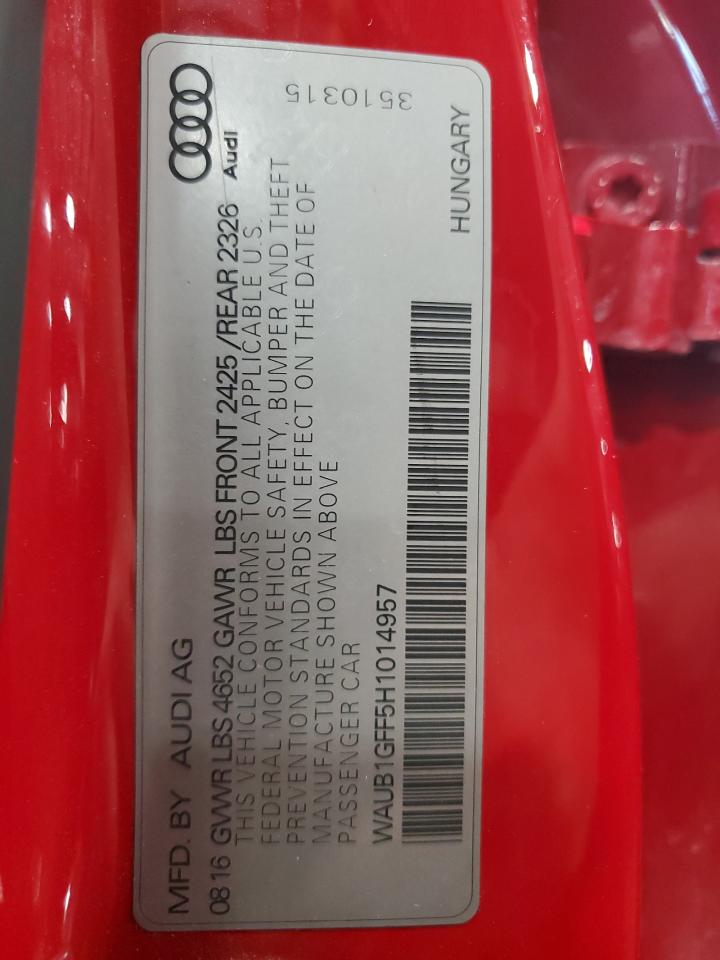 MFD. BY AUDI AG
Audi
08 16 GVWR LBS 4652 GAWR LBS FRONT 2425 /REAR 2326
THIS VEHICLE CONFORMS TO ALL APPLICABLE U.S.
FEDERAL MOTOR VEHICLE SAFETY, BUMPER AND THEFT
PREVENTION STANDARDS IN EFFECT ON THE DATE OF
MANUFACTURE SHOWN ABOVE
PASSENGER CAR
WAUB1GFF5H1014957
HUNGARY
3510315